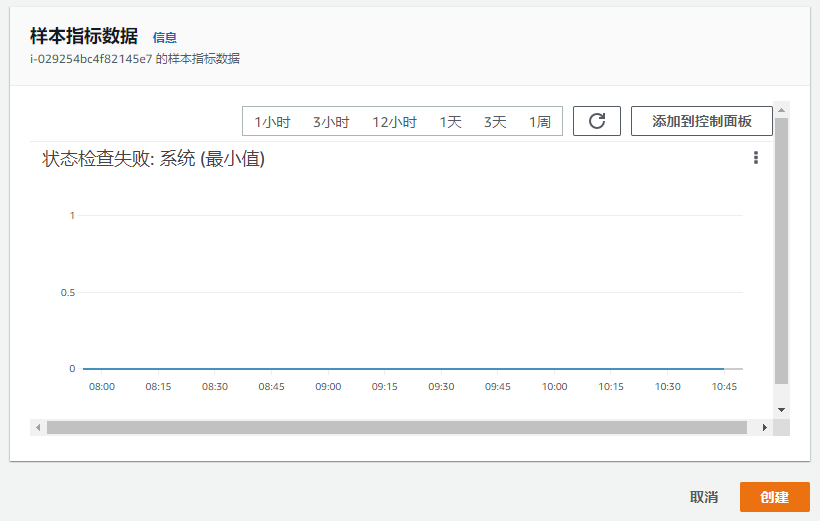 样本指标数据 信息
i-029254bc4f82145e7 的样本指标数据
1小时 3小时 12小时 1天 3天 1周 添加到控制面板
状态检查失败: 系统 (最小值)
1
0.5
0
08:00 08:15 08:30 08:45 09:00 09:15 09:30 09:45 10:00 10:15 10:30 10:45
取消 创建